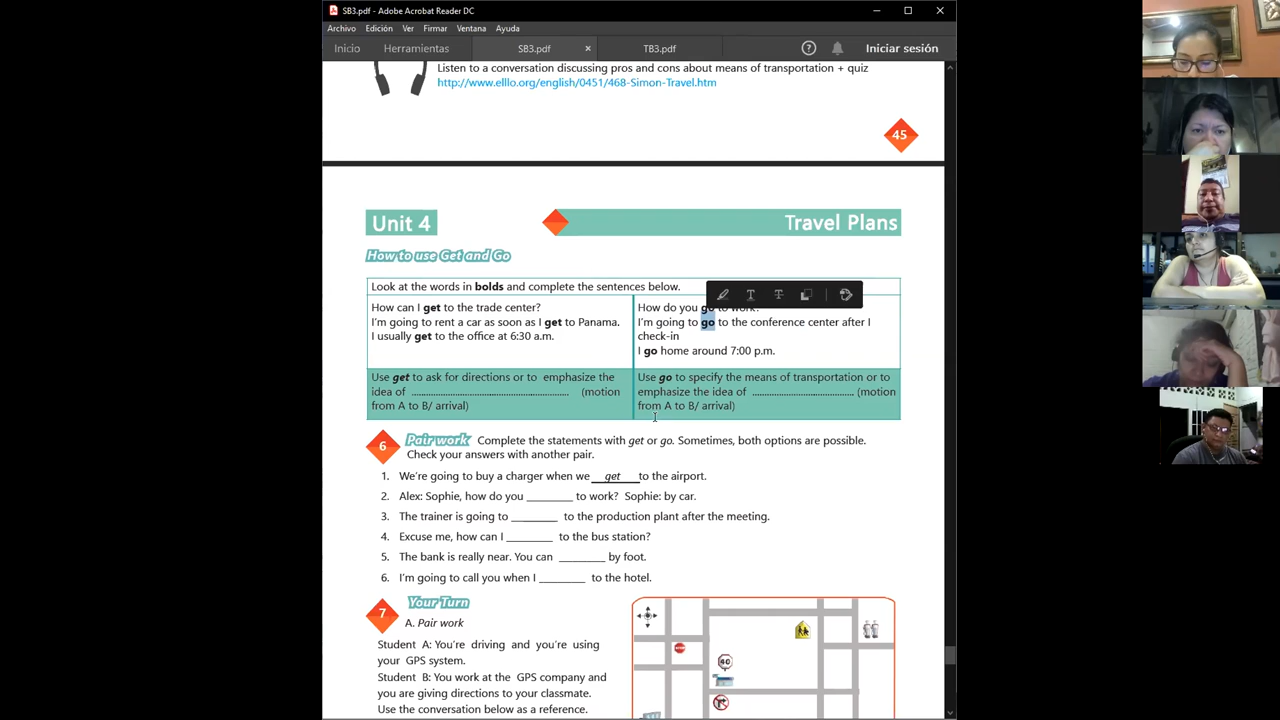 SB3.pdf - Adobe Acrobat Reader DC
Archivo Edición Ver Firmar Ventana Ayuda
Inicio Herramientas SB3.pdf × TB3.pdf Iniciar sesión
Listen to a conversation discussing pros and cons about means of transportation + quiz
http://www.elllo.org/english/0451/468-Simon-Travel.htm
45
Unit 4 Travel Plans
How to use Get and Go
Look at the words in bolds and complete the sentences below.
How can I get to the trade center?
I'm going to rent a car as soon as I get to Panama.
I usually get to the office at 6:30 a.m.
How do you go to work?
I'm going to go to the conference center after I
check-in
I go home around 7:00 p.m.
Use get to ask for directions or to emphasize the
idea of ........................................................... (motion
from A to B/ arrival)
Use go to specify the means of transportation or to
emphasize the idea of ...................................... (motion
from A to B/ arrival)
6 Pair work Complete the statements with get or go. Sometimes, both options are possible.
Check your answers with another pair.
1. We're going to buy a charger when we __get___ to the airport.
2. Alex: Sophie, how do you ________ to work? Sophie: by car.
3. The trainer is going to ________ to the production plant after the meeting.
4. Excuse me, how can I ________ to the bus station?
5. The bank is really near. You can ________ by foot.
6. I'm going to call you when I ________ to the hotel.
7 Your Turn
A. Pair work
Student A: You're driving and you're using
your GPS system.
Student B: You work at the GPS company and
you are giving directions to your classmate.
Use the conversation below as a reference.
STOP
60